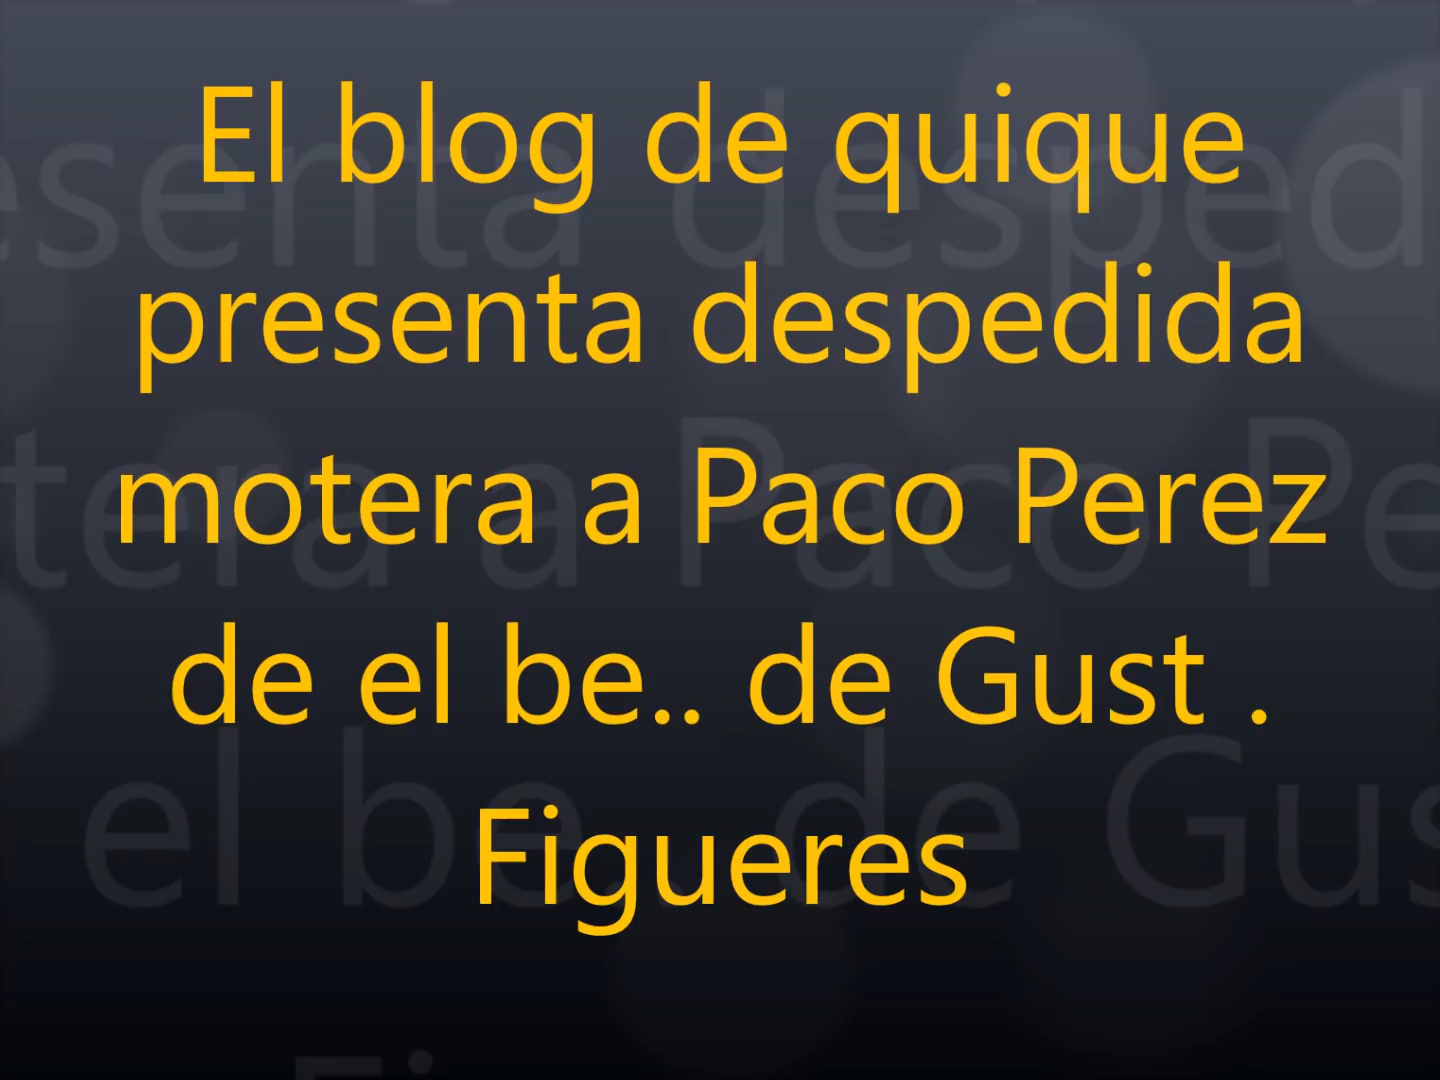 El blog de quique
presenta despedida
motera a Paco Perez
de el be.. de Gust .
Figueres